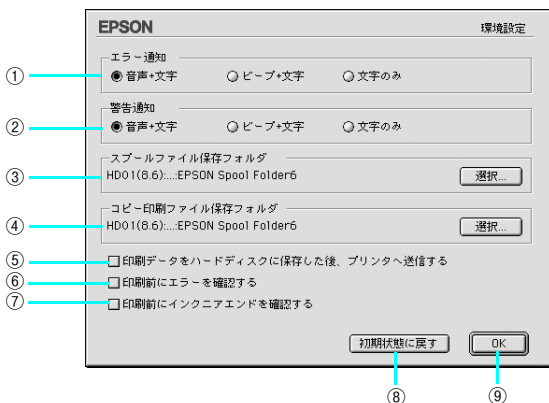 EPSON 環境設定
エラー通知
① 音声+文字 ビープ+文字 文字のみ
警告通知
② 音声+文字 ビープ+文字 文字のみ
スプールファイル保存フォルダ
③ HD01(8.6):...:EPSON Spool Folder6 選択...
コピー印刷ファイル保存フォルダ
④ HD01(8.6):...:EPSON Spool Folder6 選択...
⑤ 印刷データをハードディスクに保存した後、プリンタへ送信する
⑥ 印刷前にエラーを確認する
⑦ 印刷前にインクニアエンドを確認する
初期状態に戻す OK
⑧ ⑨